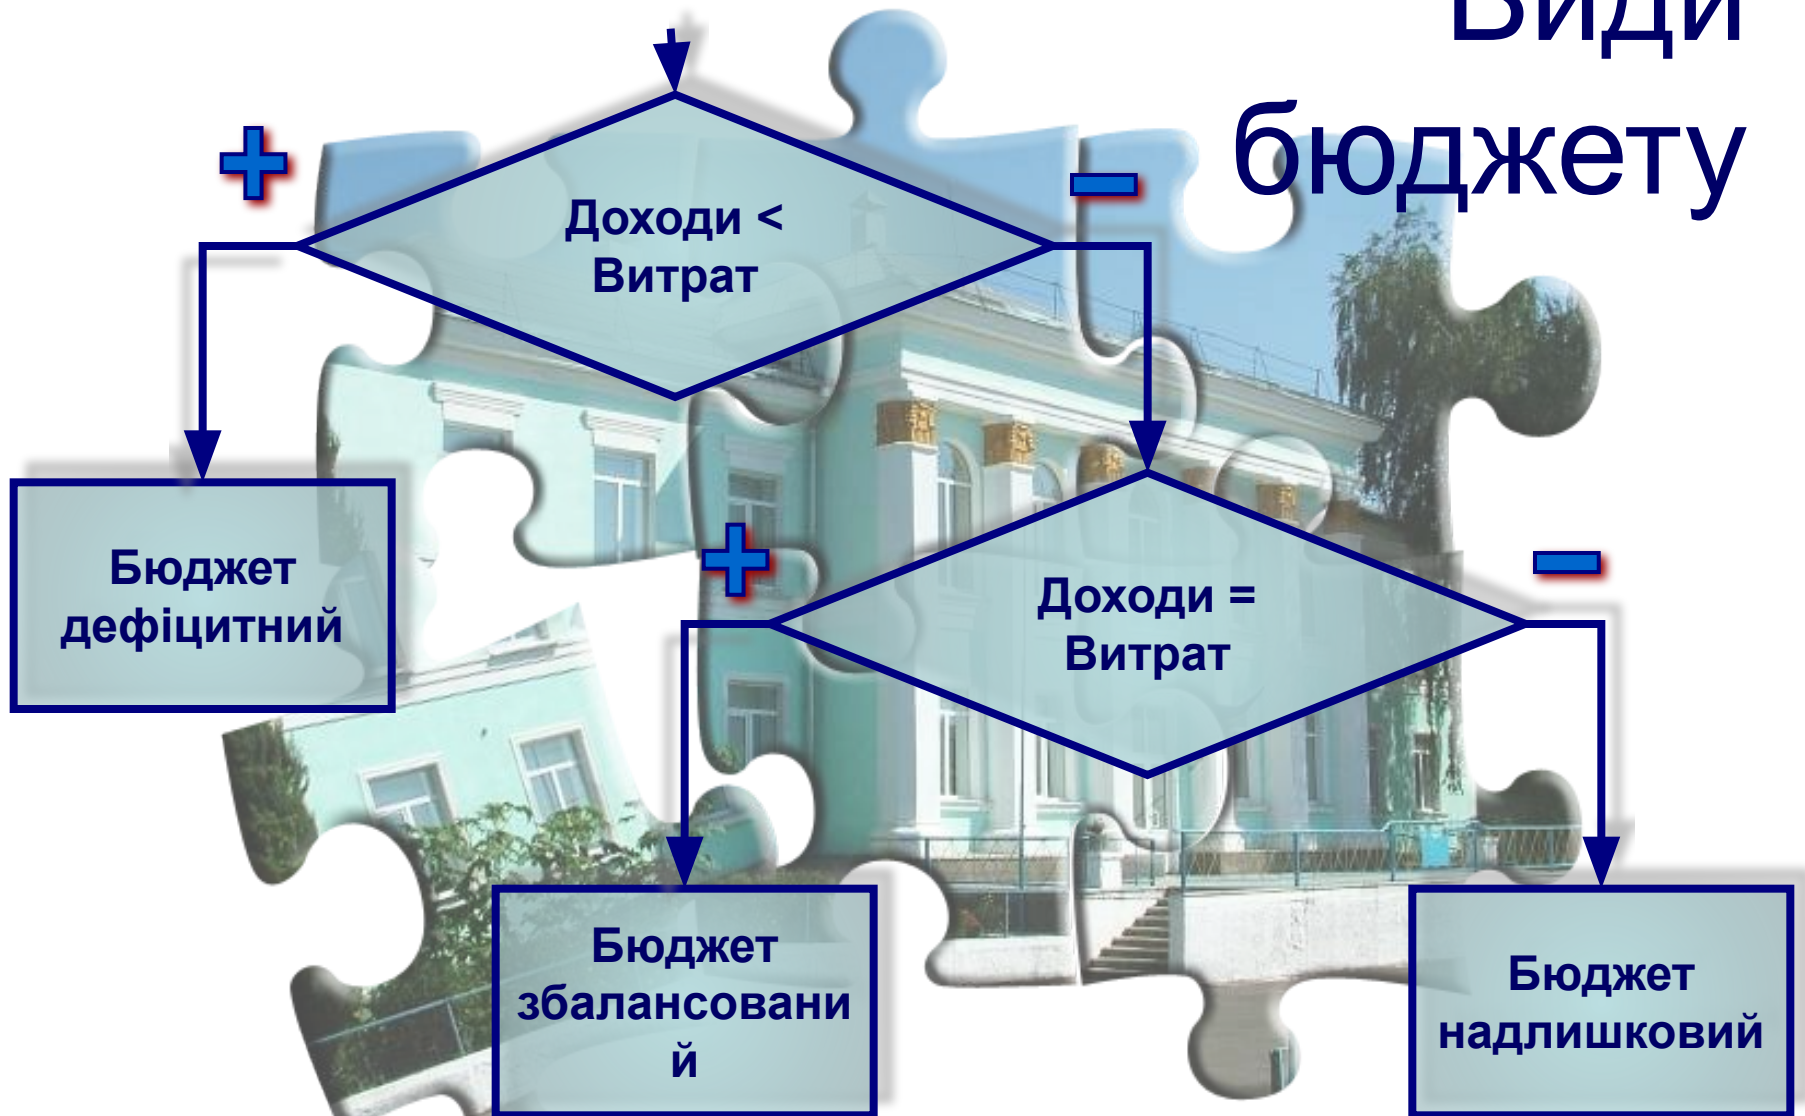 Види
бюджету
Доходи <
Витрат
Бюджет
дефіцитний
Доходи =
Витрат
Бюджет
збалансовани
й
Бюджет
надлишковий